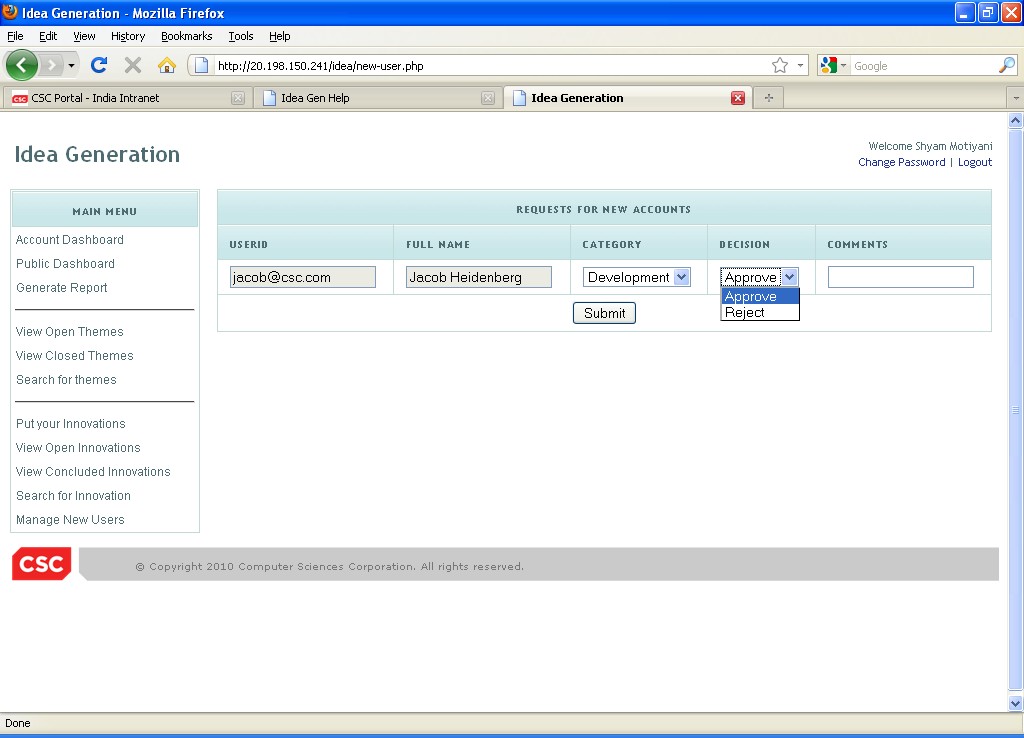 Idea Generation - Mozilla Firefox
File Edit View History Bookmarks Tools Help
http://20.198.150.241/idea/new-user.php
Google
CSC CSC Portal - India Intranet
Idea Gen Help
Idea Generation
Idea Generation
Welcome Shyam Motiyani
Change Password | Logout
MAIN MENU
Account Dashboard
Public Dashboard
Generate Report
View Open Themes
View Closed Themes
Search for themes
Put your Innovations
View Open Innovations
View Concluded Innovations
Search for Innovation
Manage New Users
REQUESTS FOR NEW ACCOUNTS
USERID FULL NAME CATEGORY DECISION COMMENTS
jacob@csc.com Jacob Heidenberg Development Approve
Approve
Reject
Submit
CSC
© Copyright 2010 Computer Sciences Corporation. All rights reserved.
Done